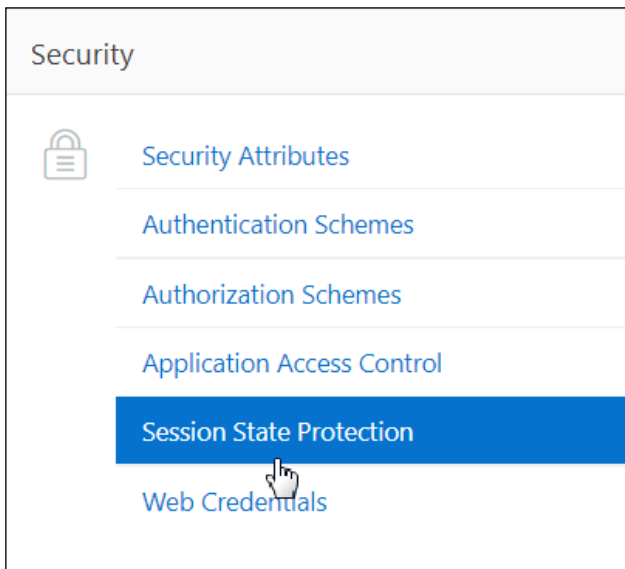 Security
Security Attributes
Authentication Schemes
Authorization Schemes
Application Access Control
Session State Protection
Web Credentials